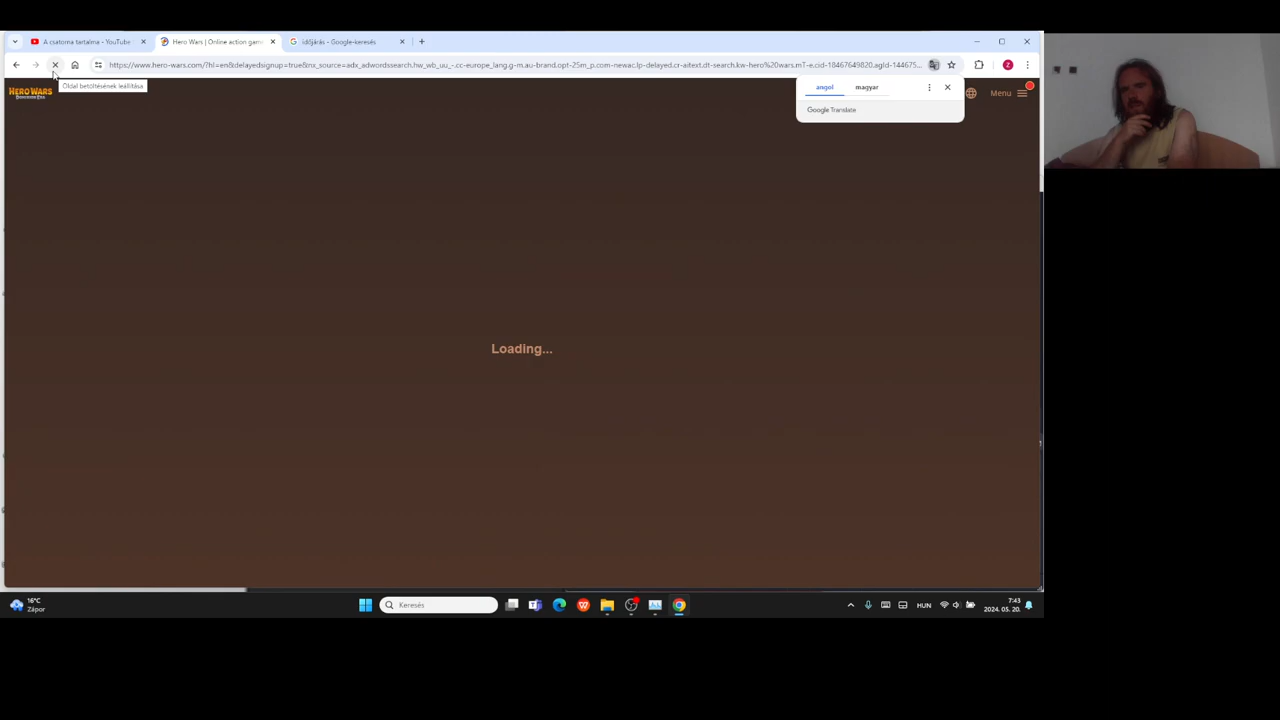 A csatorna tartalma - YouTube
Hero Wars | Online action gam
időjárás - Google-keresés
https://www.hero-wars.com/?hl=en&delayedsignup=true&nx_source=adx_adwordssearch.hw_wb_uu_-.cc-europe_lang.g-m.au-brand.opt-25m_p.com-newac.lp-delayed.cr-aitext.dt-search.kw-hero%20wars.mT-e.cid-18467649820.agId-144675...
Z
Oldal betöltésének leállítása
angol
magyar
Google Translate
HERO WARS
Menu
Loading...
16°C
Zápor
Keresés
HUN
7:43
2024. 05. 20.